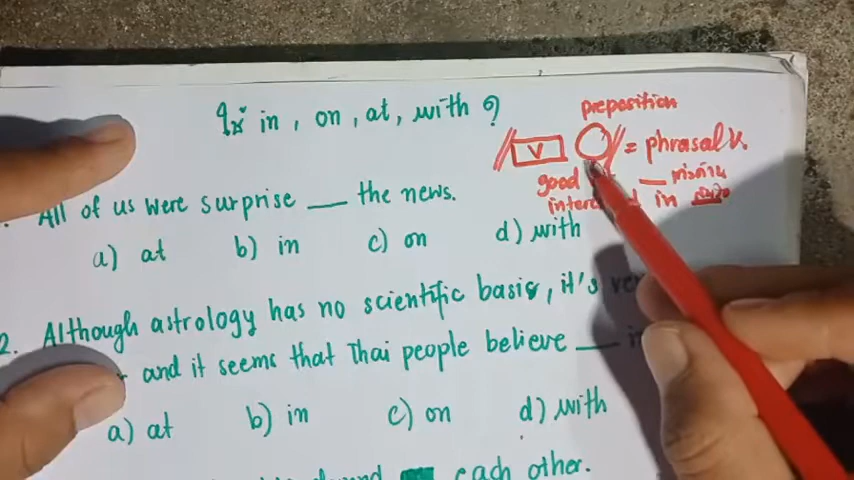 ใช้ in, on, at, with ?
preposition
V = phrasal V.
good
in
All of us were surprise ___ the news.
a) at b) in c) on d) with
2. Although astrology has no scientific basis, it's
and it seems that Thai people believe ___
a) at b) in c) on d) with
each other.